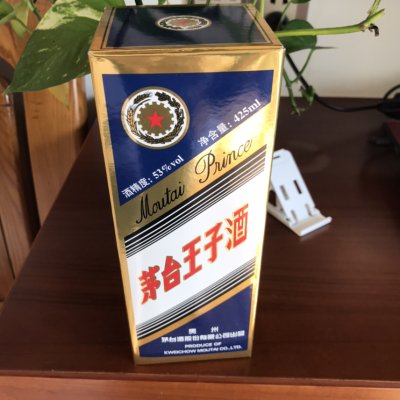 酒精度：53%vol
净含量：425ml
Moutai Prince
茅台王子酒
贵州
茅台酒股份有限公司出品
PRODUCE OF
KWEICHOW MOUTAI CO.,LTD.